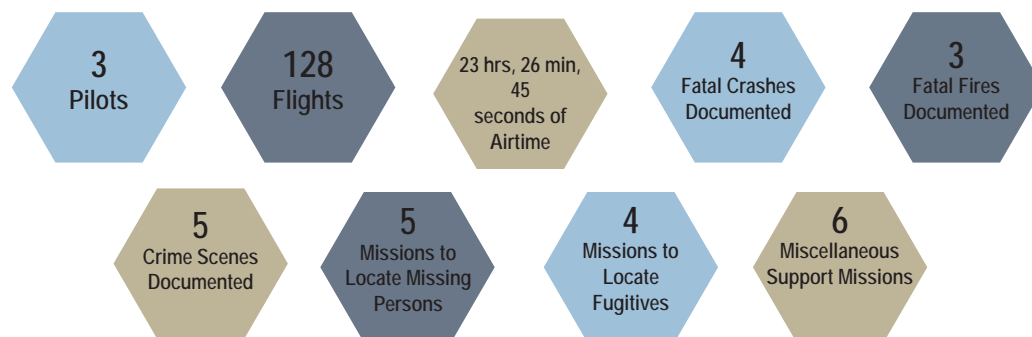 3
Pilots
128
Flights
23 hrs, 26 min,
45
seconds of
Airtime
4
Fatal Crashes
Documented
3
Fatal Fires
Documented
5
Crime Scenes
Documented
5
Missions to
Locate Missing
Persons
4
Missions to
Locate
Fugitives
6
Miscellaneous
Support Missions